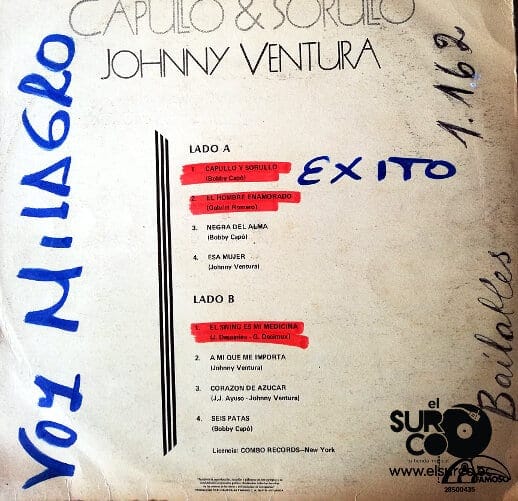 CAPULLO & SORULLO
JOHNNY VENTURA
VOY MILAGRO
1.162
Bailables
EXITO
LADO A
1. CAPULLO Y SORULLO
(Bobby Capó)
2. EL HOMBRE ENAMORADO
(Gabriel Romero)
3. NEGRA DEL ALMA
(Bobby Capó)
4. ESA MUJER
(Johnny Ventura)
LADO B
1. EL SWING ES MI MEDICINA
2. A MI QUE ME IMPORTA
(Johnny Ventura)
3. CORAZON DE AZUCAR
(J.J. Ayuso - Johnny Ventura)
4. SEIS PATAS
(Bobby Capó)
Licencia: COMBO RECORDS–New York
el
SURCO
www.elsurco.
FAMOSO
28500435